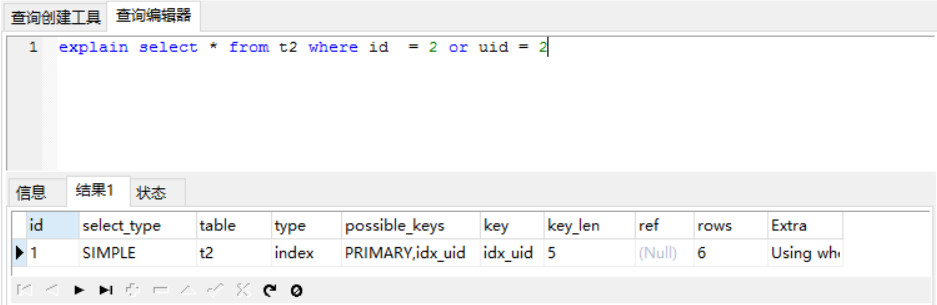 查询创建工具 查询编辑器
1 explain select * from t2 where id = 2 or uid = 2
信息 结果1 状态
id select_type table type possible_keys key key_len ref rows Extra
1 SIMPLE t2 index PRIMARY,idx_uid idx_uid 5 (Null) 6 Using